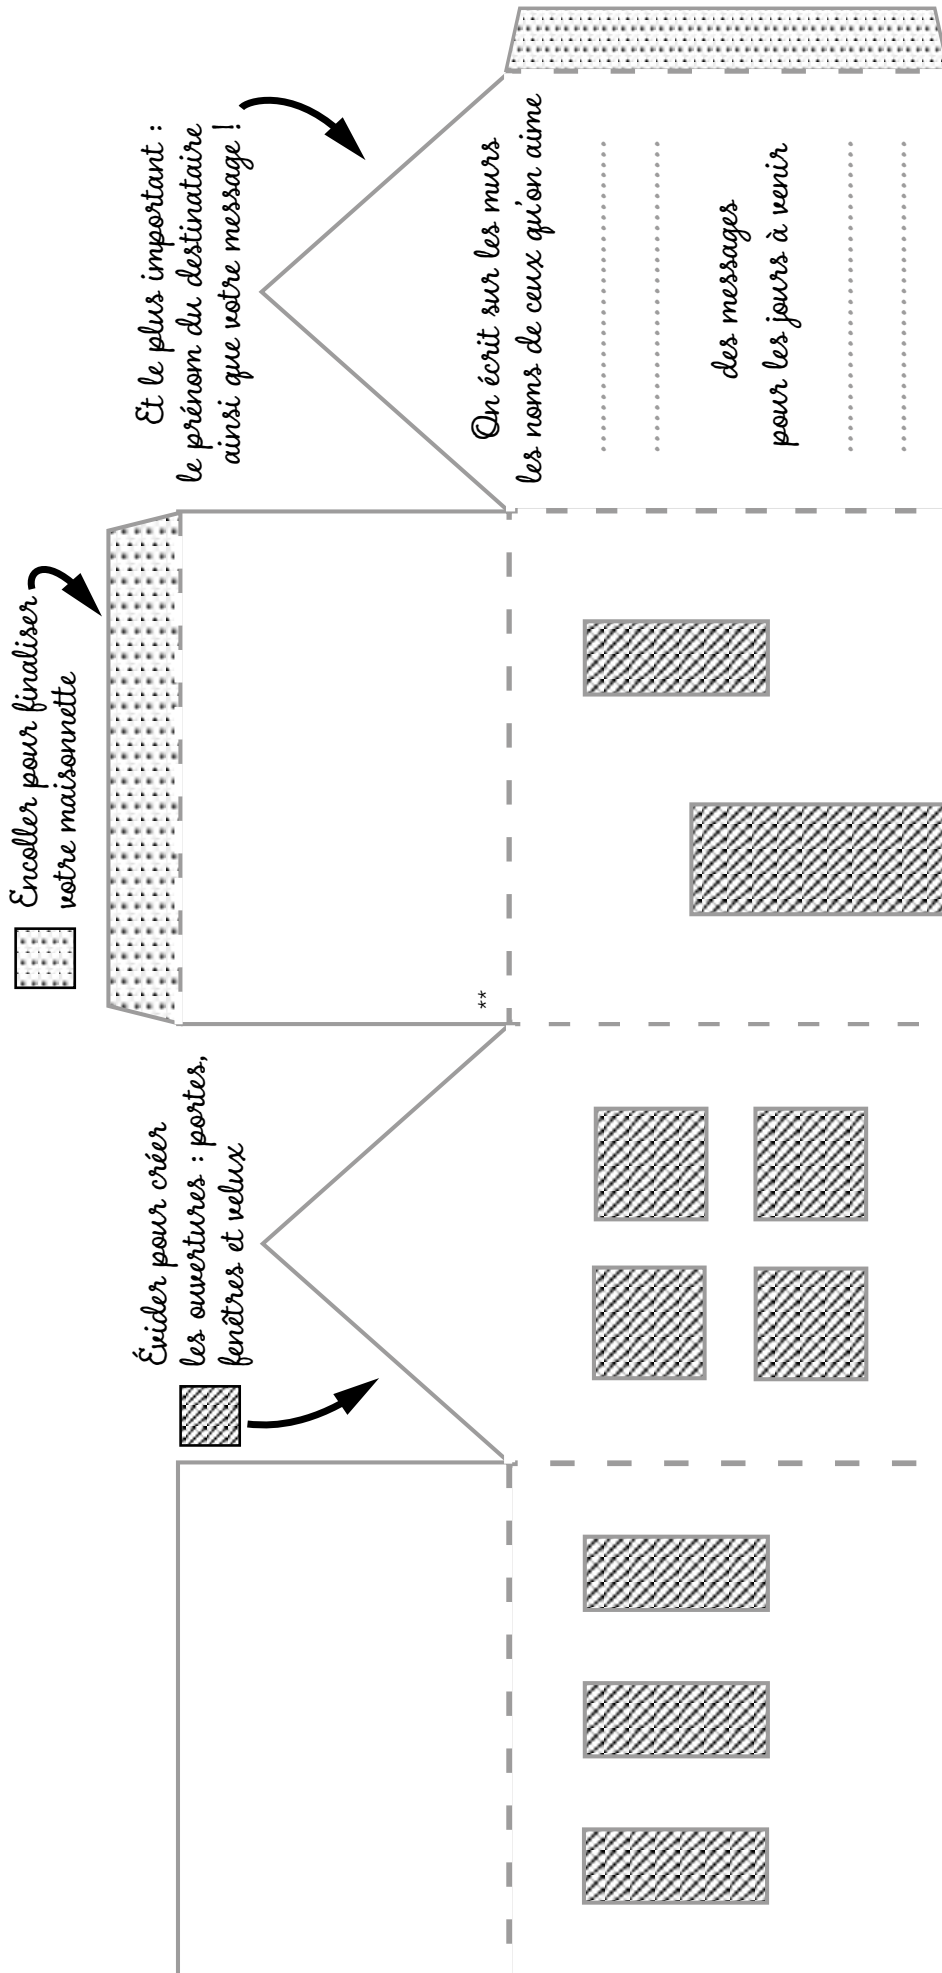 Encoller pour finaliser
votre maisonnette
Évider pour créer
les ouvertures : portes,
fenêtres et velux
Et le plus important :
le prénom du destinataire
ainsi que votre message !
**
On écrit sur les murs
les noms de ceux qu'on aime
des messages
pour les jours à venir